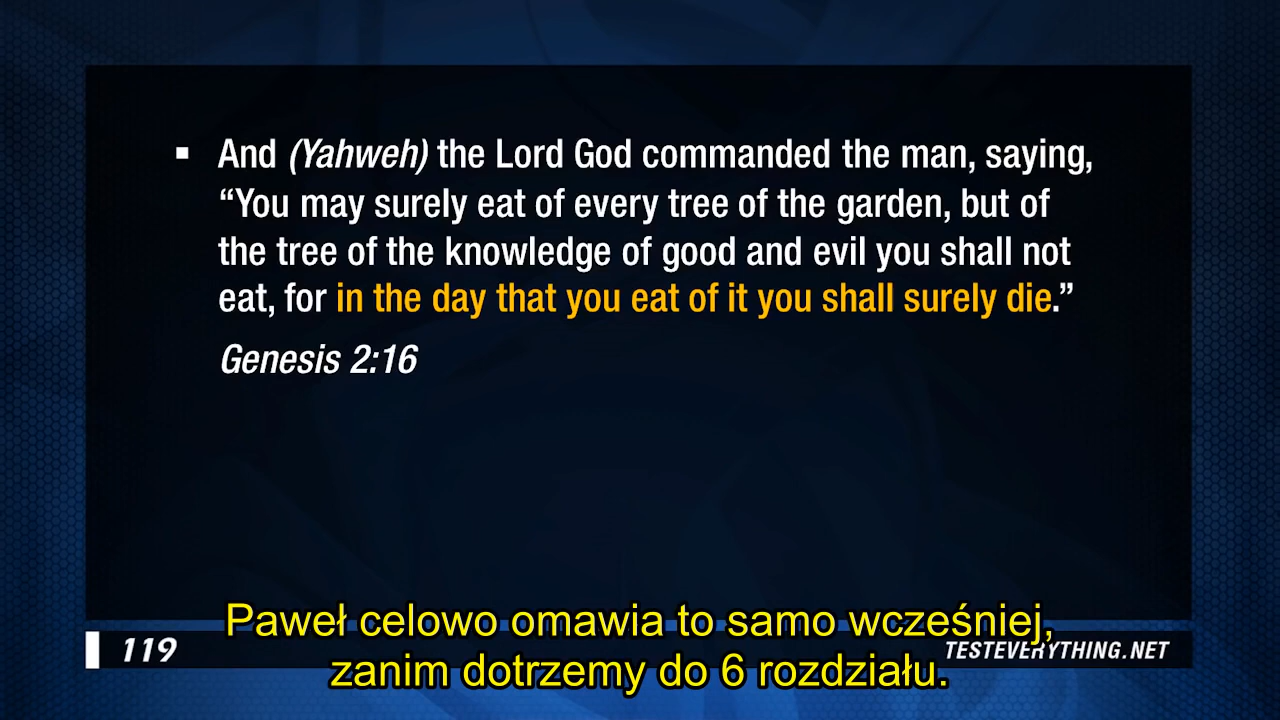 ▪ And (Yahweh) the Lord God commanded the man, saying,
“You may surely eat of every tree of the garden, but of
the tree of the knowledge of good and evil you shall not
eat, for in the day that you eat of it you shall surely die.”
Genesis 2:16
119
TESTEVERYTHING.NET
Paweł celowo omawia to samo wcześniej,
zanim dotrzemy do 6 rozdziału.